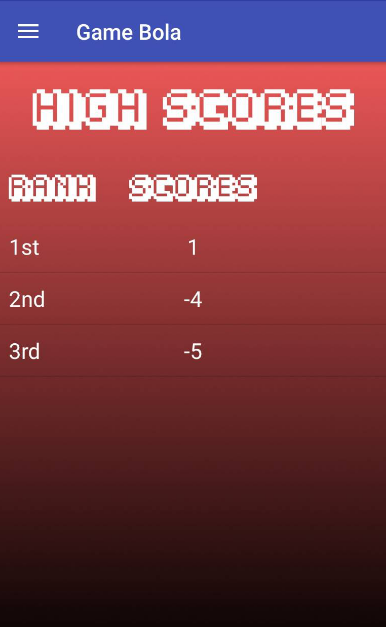 Game Bola
HIGH SCORES
RANK SCORES
1st 1
2nd -4
3rd -5